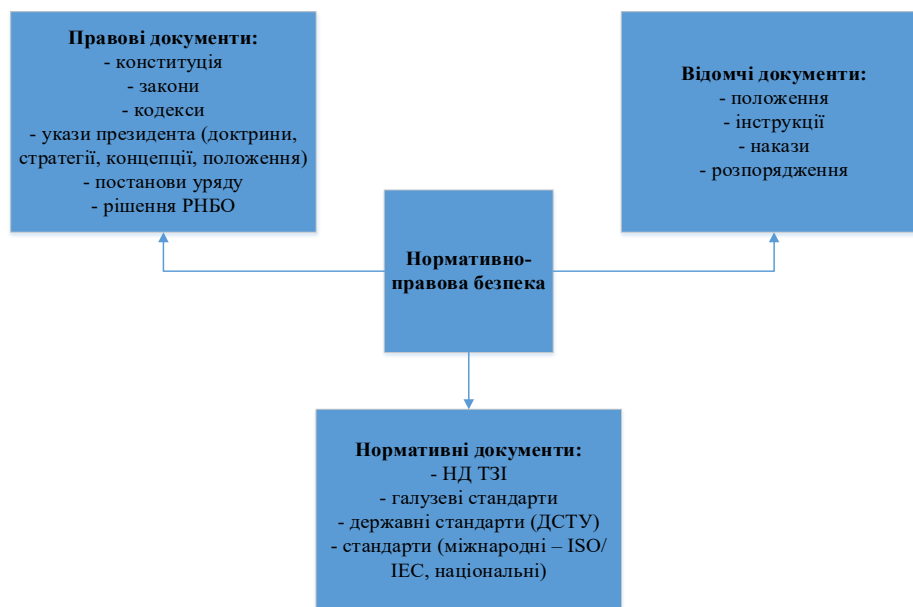 Правові документи:
- конституція
- закони
- кодекси
- укази президента (доктрини,
стратегії, концепції, положення)
- постанови уряду
- рішення РНБО
Відомчі документи:
- положення
- інструкції
- накази
- розпорядження
Нормативно-
правова безпека
Нормативні документи:
- НД ТЗІ
- галузеві стандарти
- державні стандарти (ДСТУ)
- стандарти (міжнародні – ISO/
IEC, національні)